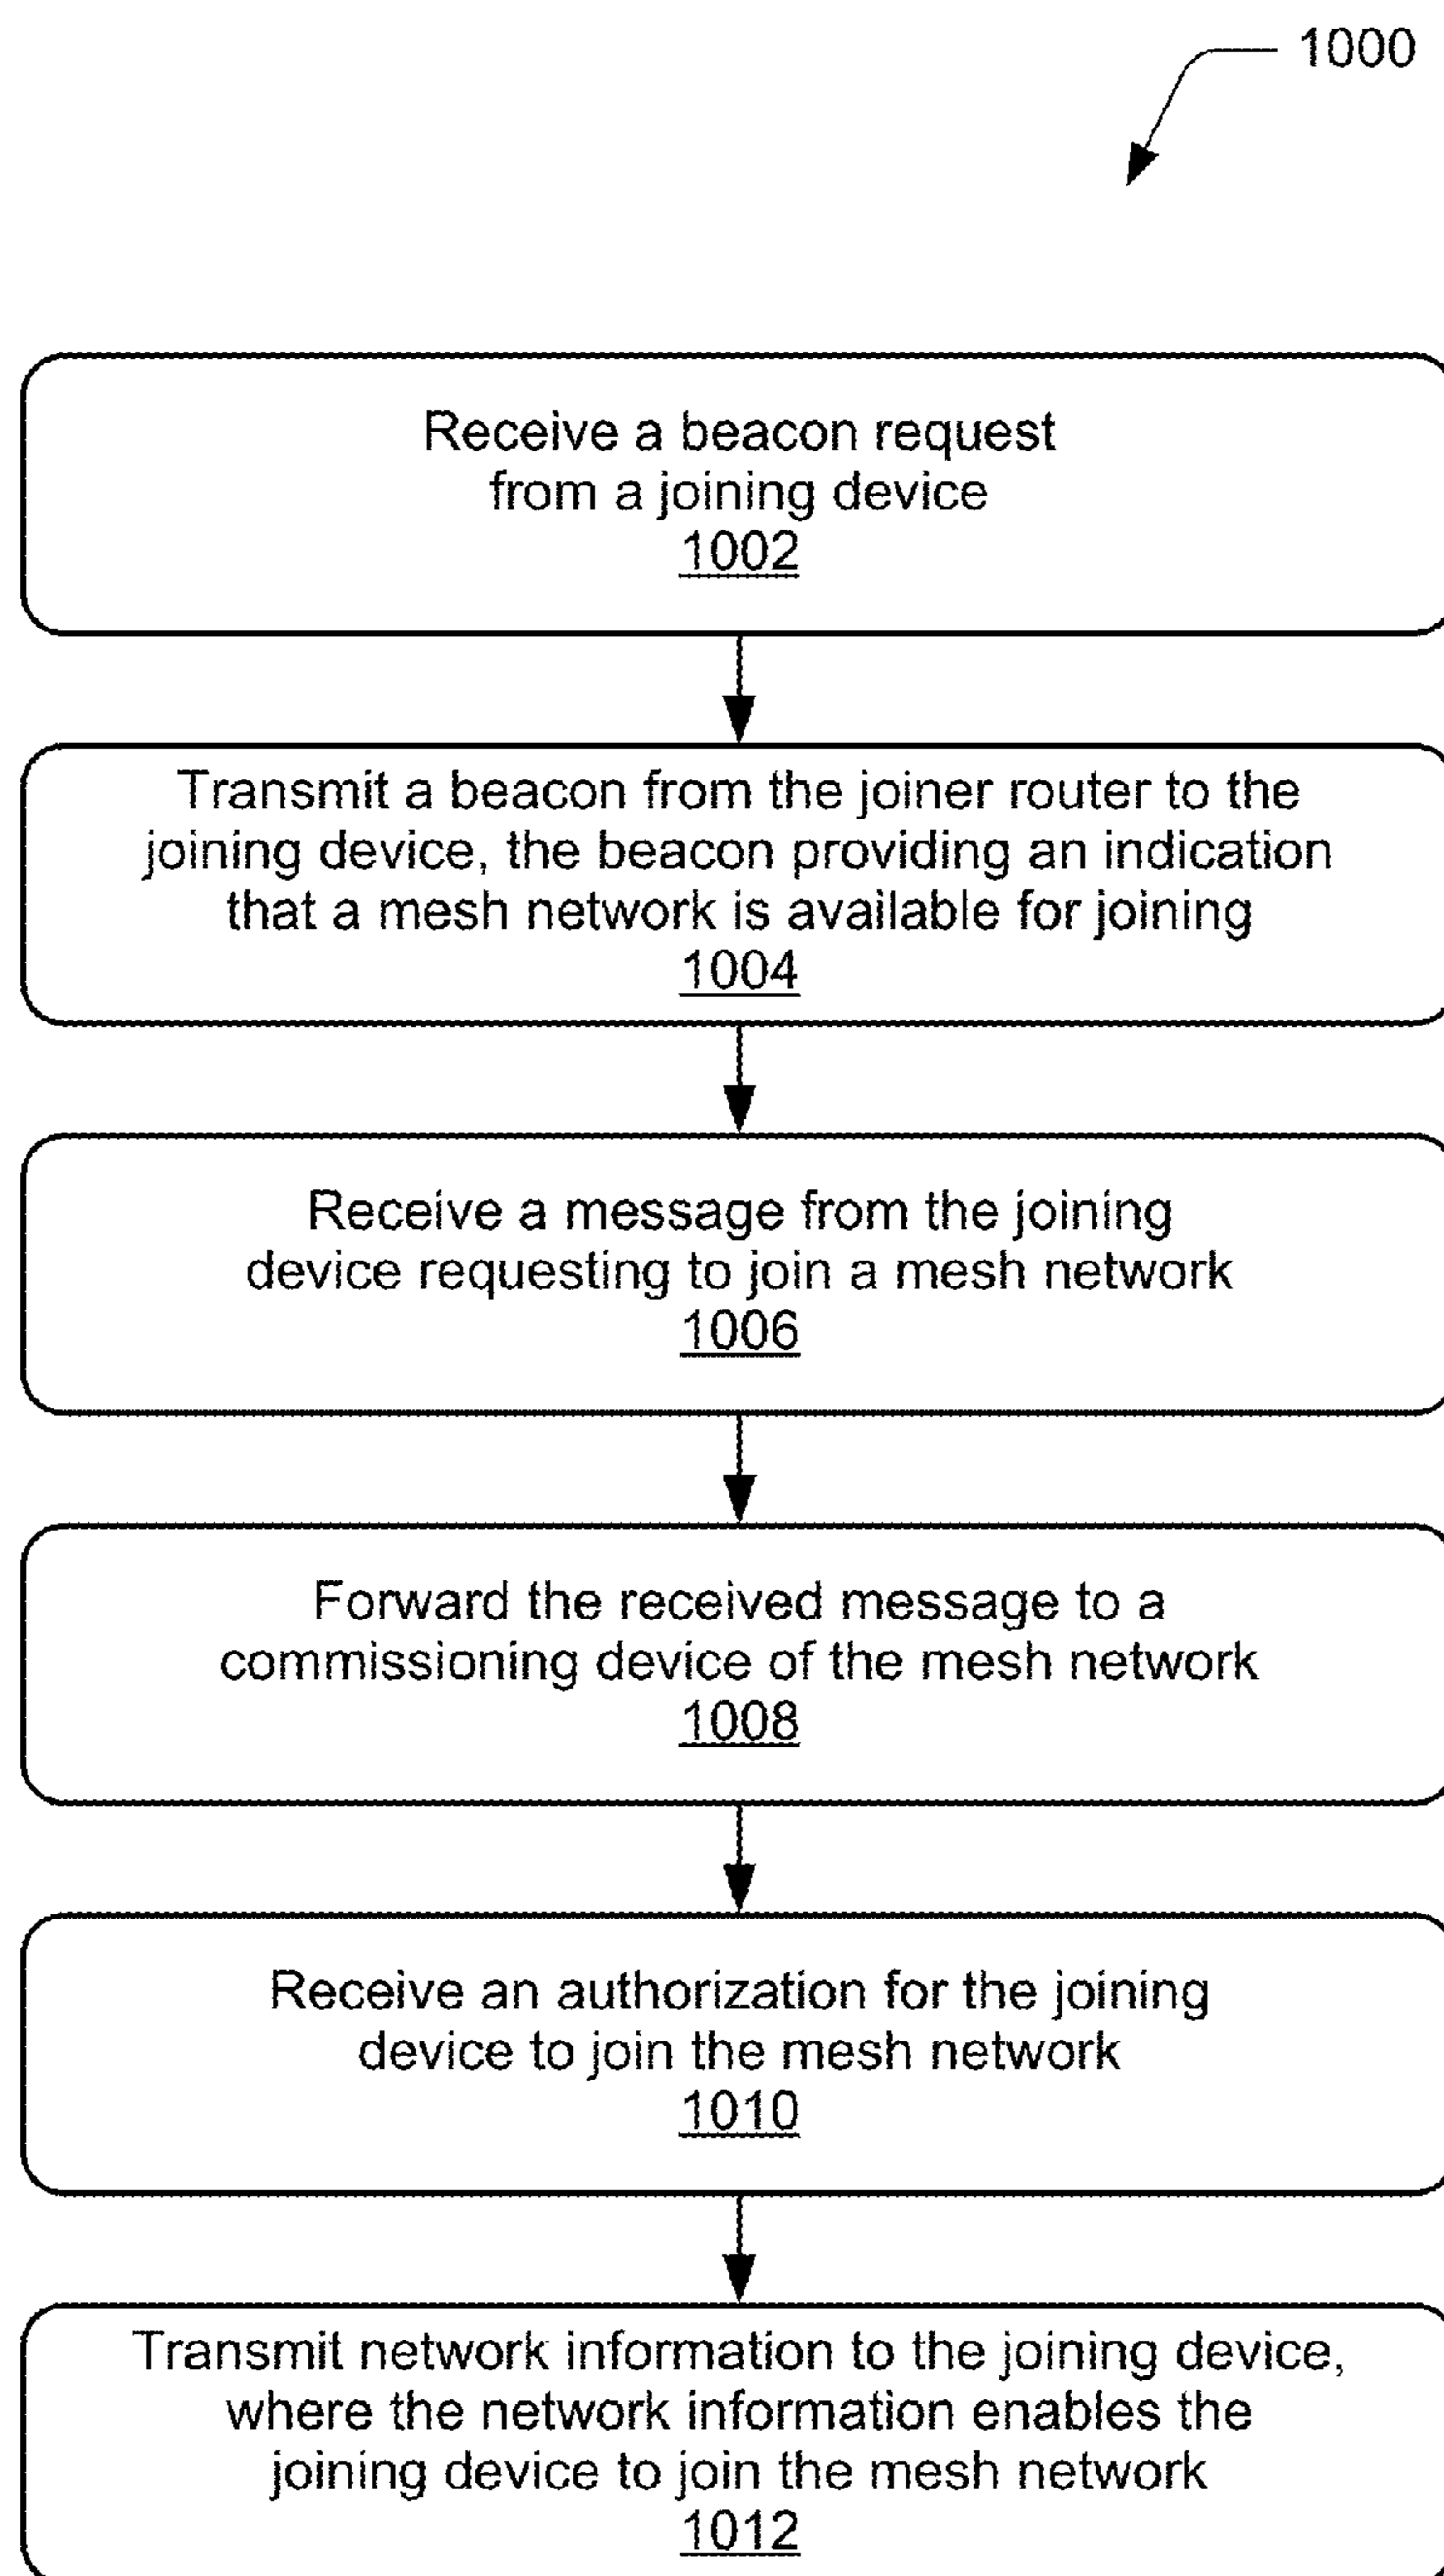 1000
Receive a beacon request
from a joining device
1002
Transmit a beacon from the joiner router to the
joining device, the beacon providing an indication
that a mesh network is available for joining
1004
Receive a message from the joining
device requesting to join a mesh network
1006
Forward the received message to a
commissioning device of the mesh network
1008
Receive an authorization for the joining
device to join the mesh network
1010
Transmit network information to the joining device,
where the network information enables the
joining device to join the mesh network
1012